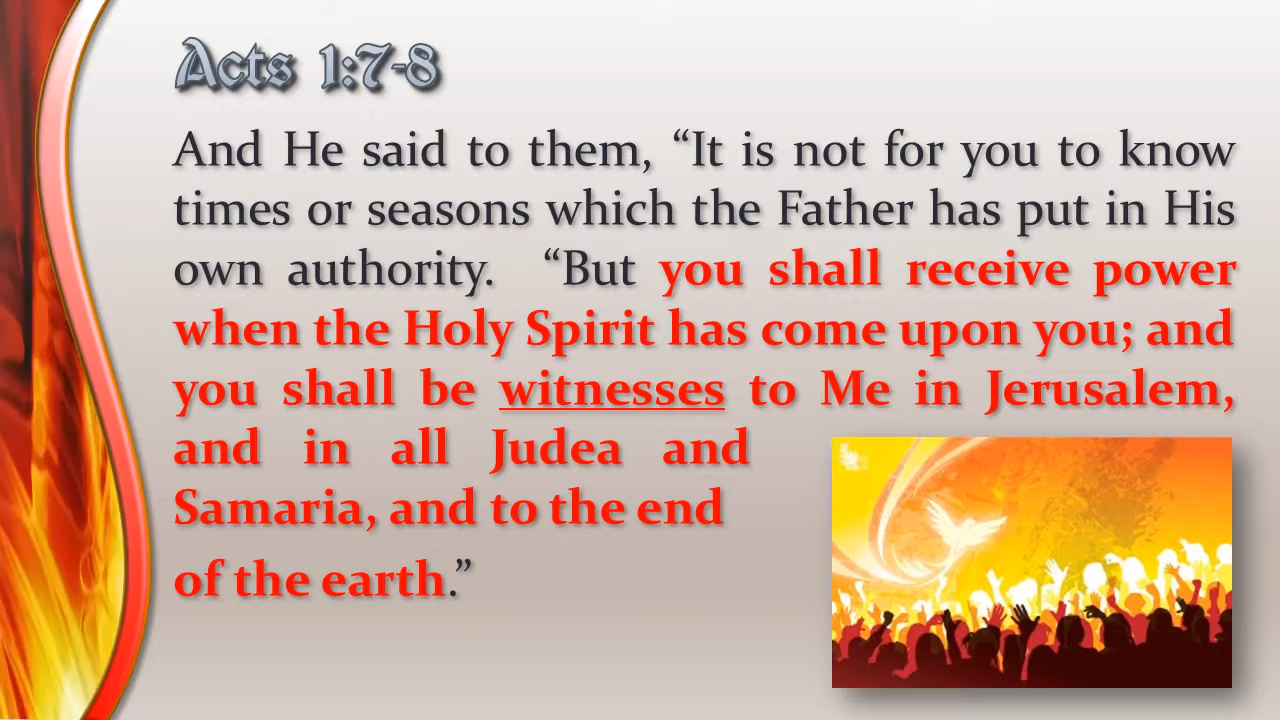 Acts 1:7-8
And He said to them, “It is not for you to know
times or seasons which the Father has put in His
own authority. “But you shall receive power
when the Holy Spirit has come upon you; and
you shall be witnesses to Me in Jerusalem,
and in all Judea and
Samaria, and to the end
of the earth.”